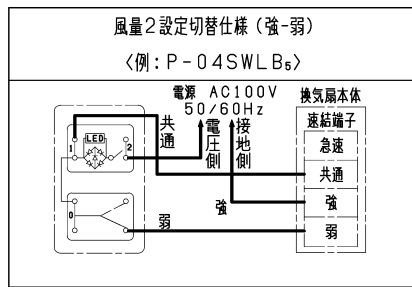 風量2設定切替仕様(強-弱)
〈例:P-04SWLB₅〉
電源 AC100V
50/60Hz
換気扇本体
速結端子
急速
共通
強
弱
共通
電圧側
接地側
強
弱
LED
1
2
0